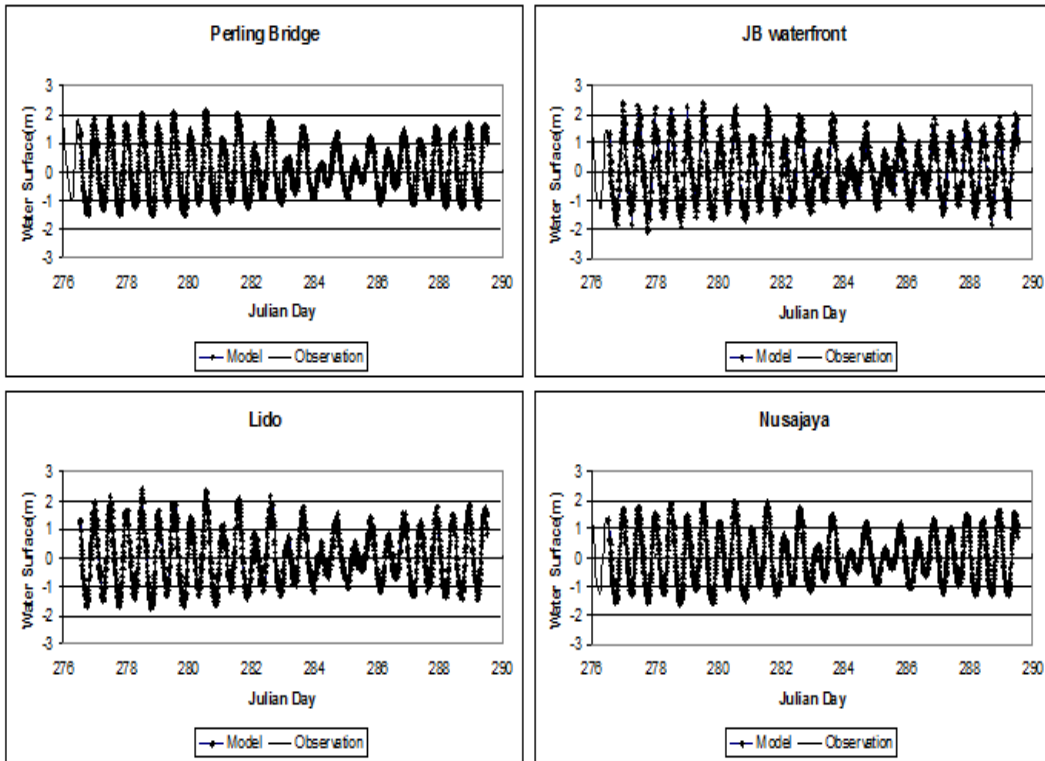 Perling Bridge
3
2
1
0
-1
-2
-3
Water Surface(m)
276 278 280 282 284 286 288 290
Julian Day
Model Observation
JB waterfront
3
2
1
0
-1
-2
-3
Water Surface(m)
276 278 280 282 284 286 288 290
Julian Day
Model Observation
Lido
3
2
1
0
-1
-2
-3
Water Surface(m)
276 278 280 282 284 286 288 290
Julian Day
Model Observation
Nusajaya
3
2
1
0
-1
-2
-3
Water Surface(m)
276 278 280 282 284 286 288 290
Julian Day
Model Observation